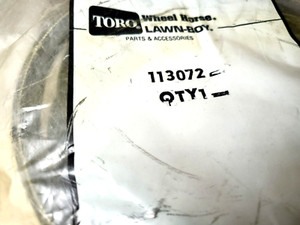 TORO Wheel Horse.
LAWN-BOY.
PARTS & ACCESSORIES
113072
QTY1